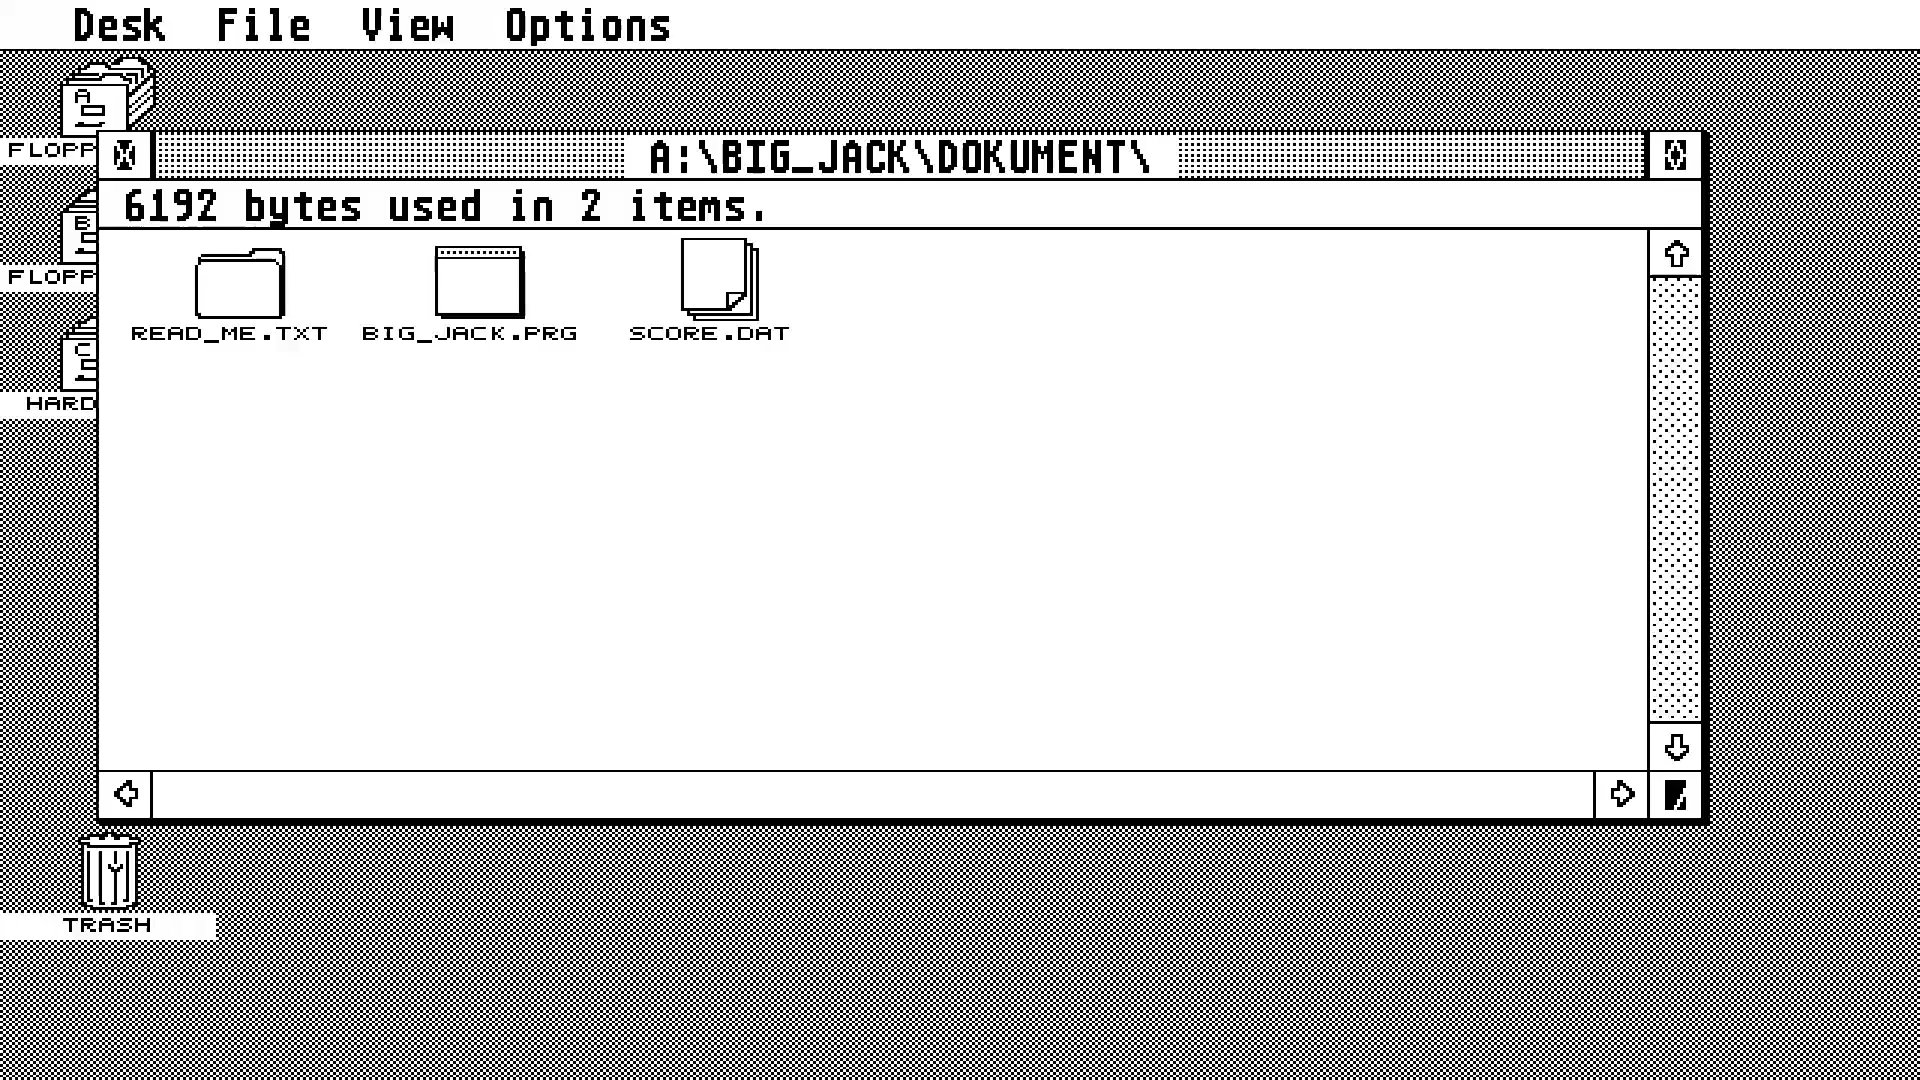 Desk File View Options
A
FLOPP
A:\BIG_JACK\DOKUMENT\
6192 bytes used in 2 items.
B
FLOPP
READ_ME.TXT BIG_JACK.PRG SCORE.DAT
C
HARD
TRASH